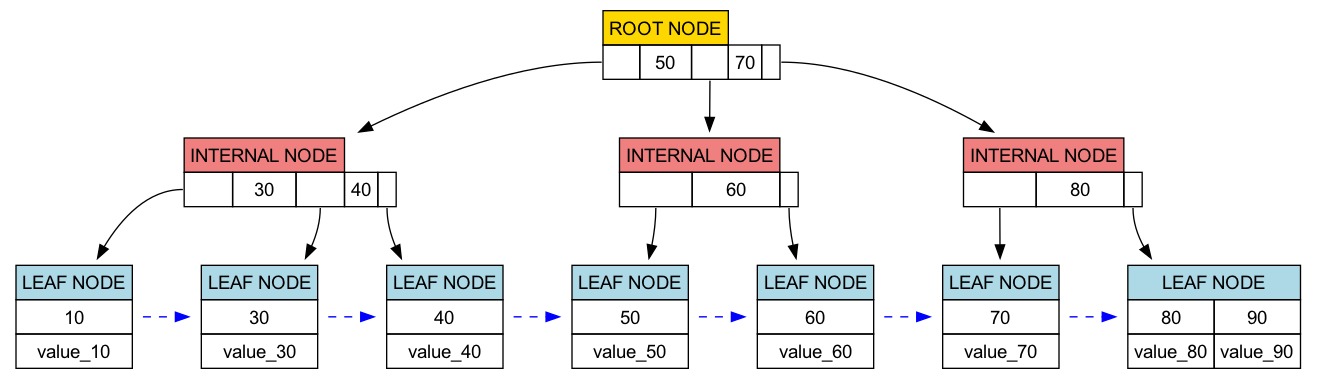 ROOT NODE
50 70
INTERNAL NODE INTERNAL NODE INTERNAL NODE
30 40 60 80
LEAF NODE LEAF NODE LEAF NODE LEAF NODE LEAF NODE LEAF NODE LEAF NODE
10 30 40 50 60 70 80 90
value_10 value_30 value_40 value_50 value_60 value_70 value_80 value_90